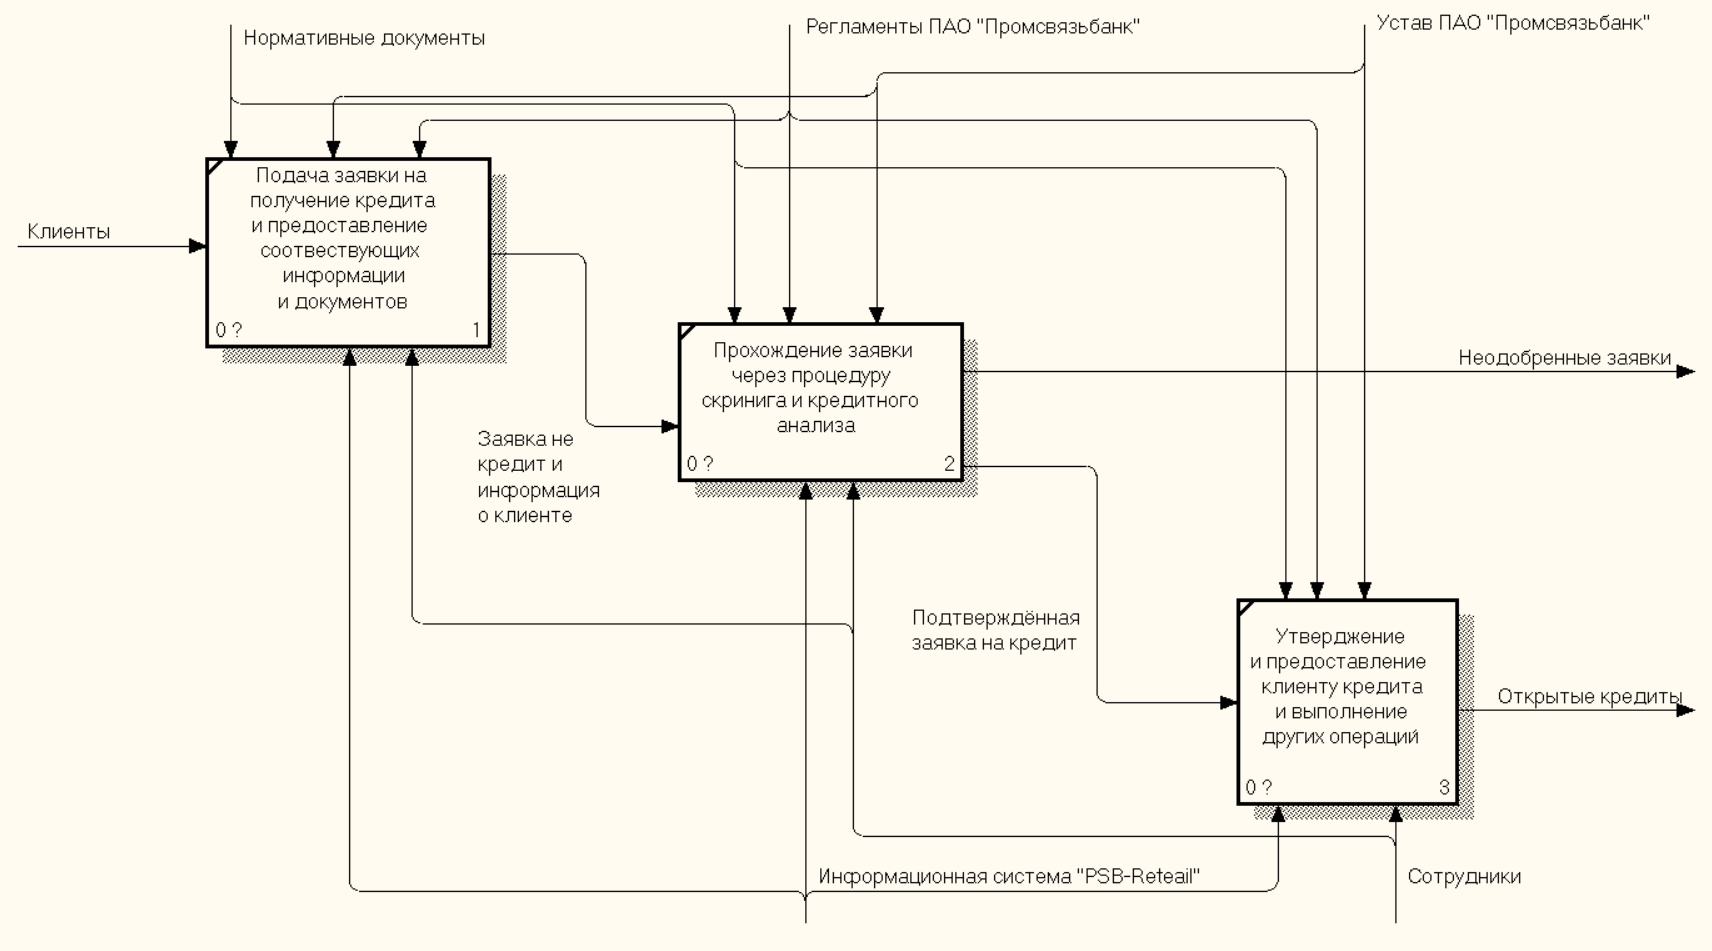 Нормативные документы
Регламенты ПАО "Промсвязьбанк"
Устав ПАО "Промсвязьбанк"
Клиенты
Подача заявки на
получение кредита
и предоставление
соотвествующих
информации
и документов
0 ?
1
Прохождение заявки
через процедуру
скринига и кредитного
анализа
0 ?
2
Неодобренные заявки
Заявка не
кредит и
информация
о клиенте
Подтверждённая
заявка на кредит
Утверджение
и предоставление
клиенту кредита
и выполнение
других операций
0 ?
3
Открытые кредиты
Информационная система "PSB-Reteail"
Сотрудники